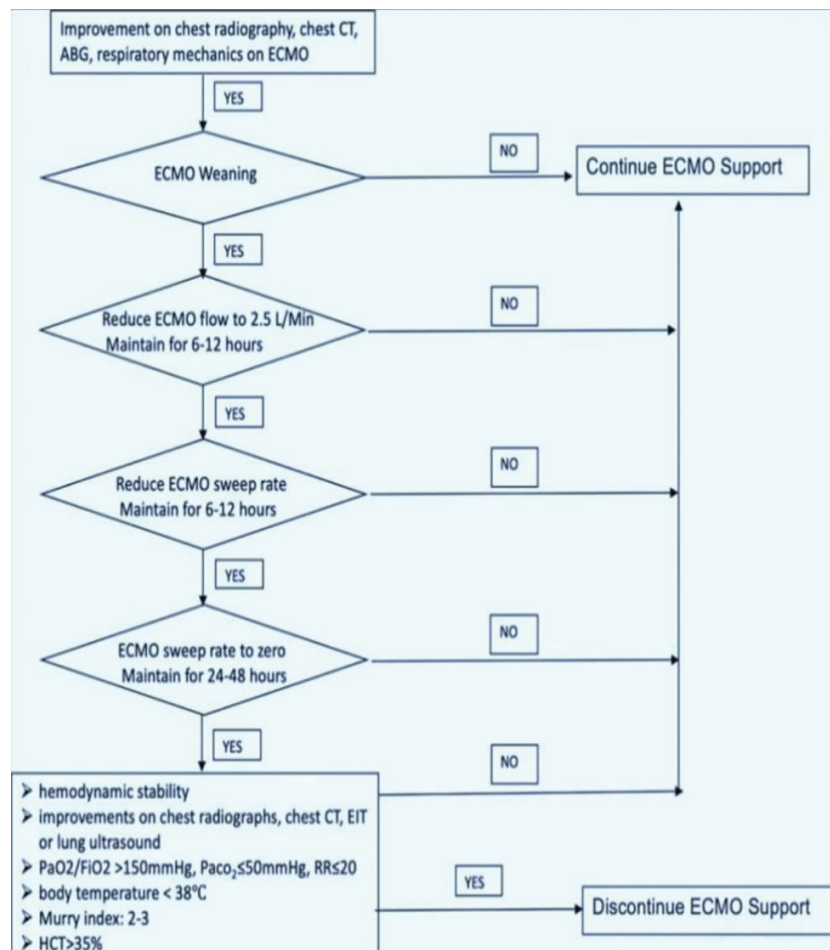 Improvement on chest radiography, chest CT,
ABG, respiratory mechanics on ECMO
YES
ECMO Weaning
NO
Continue ECMO Support
YES
Reduce ECMO flow to 2.5 L/Min
Maintain for 6-12 hours
NO
YES
Reduce ECMO sweep rate
Maintain for 6-12 hours
NO
YES
ECMO sweep rate to zero
Maintain for 24-48 hours
NO
YES
NO
➢ hemodynamic stability
➢ improvements on chest radiographs, chest CT, EIT
or lung ultrasound
➢ PaO2/FiO2 >150mmHg, Paco₂≤50mmHg, RR≤20
➢ body temperature < 38°C
➢ Murry index: 2-3
➢ HCT>35%
YES
Discontinue ECMO Support